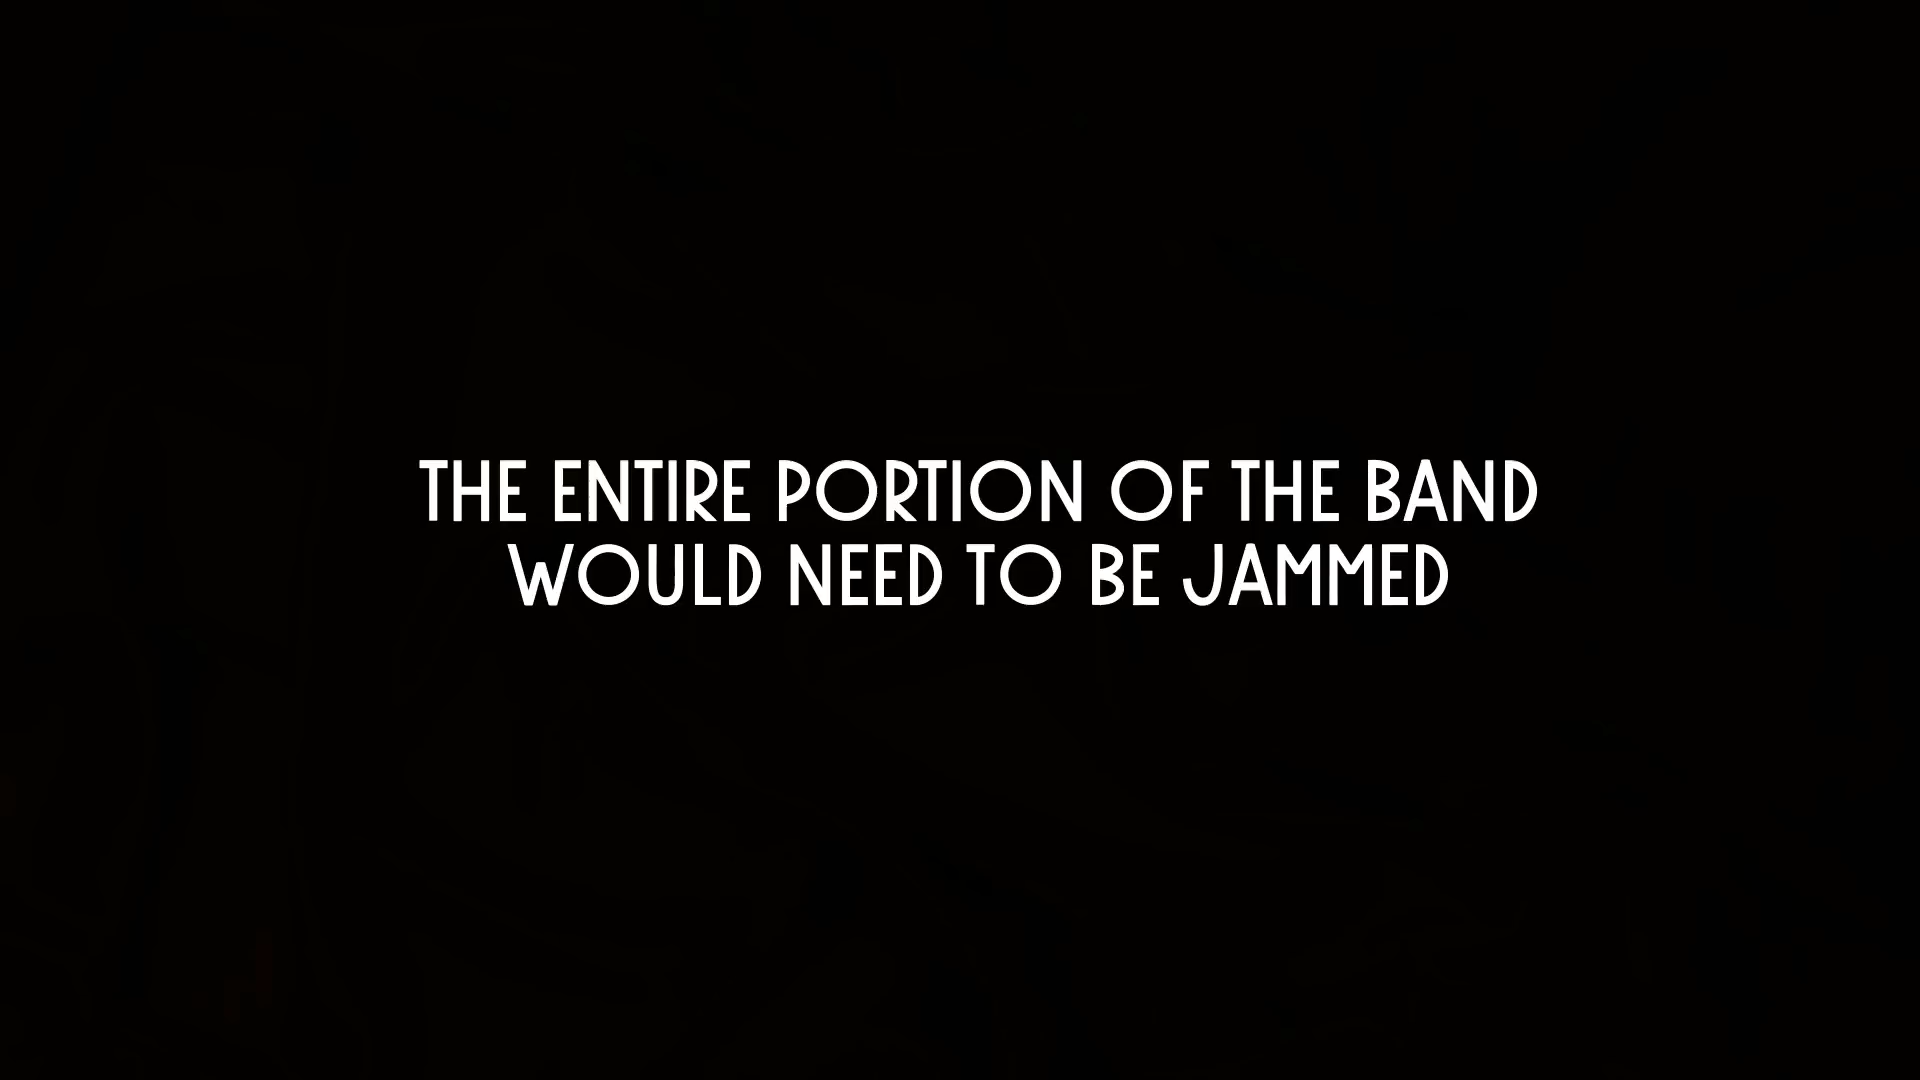 THE ENTIRE PORTION OF THE BAND
WOULD NEED TO BE JAMMED